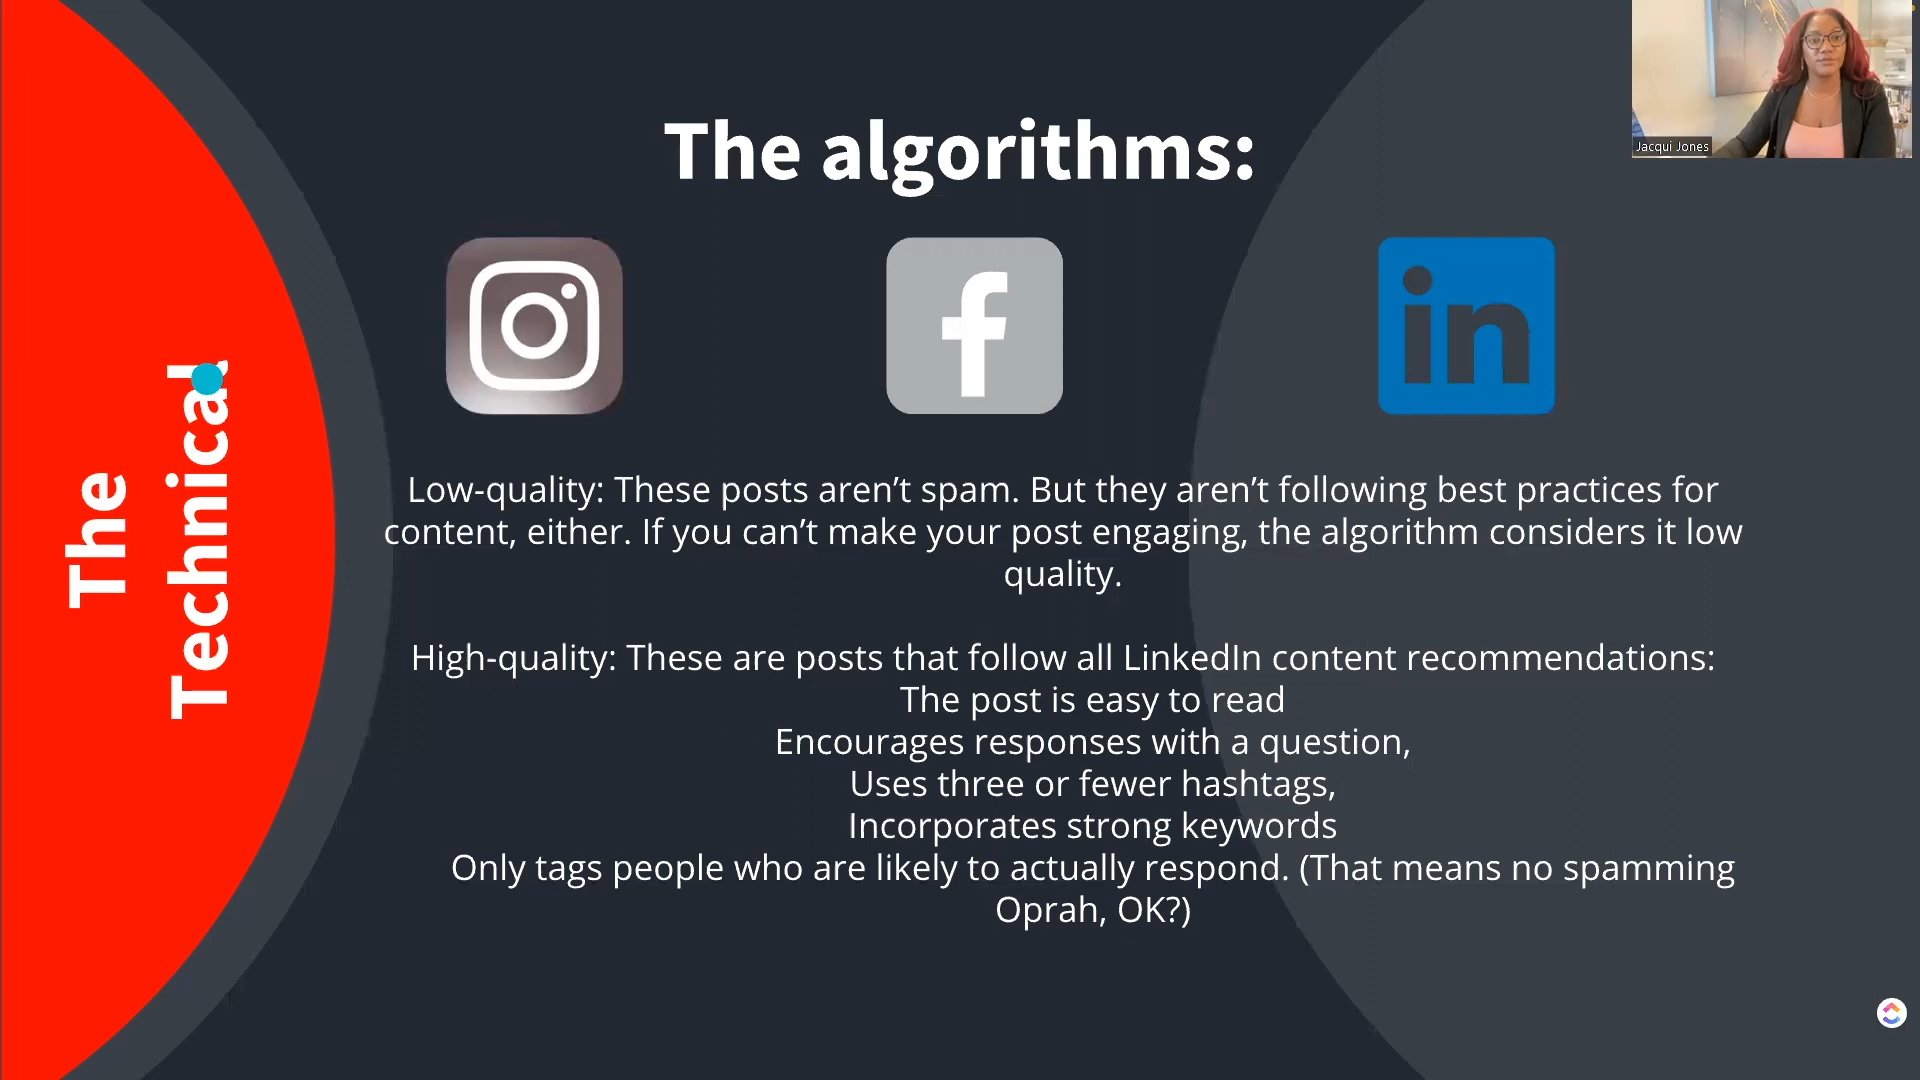 The algorithms:
Jacqui Jones
in
The
Technical
Low-quality: These posts aren’t spam. But they aren’t following best practices for
content, either. If you can’t make your post engaging, the algorithm considers it low
quality.
High-quality: These are posts that follow all LinkedIn content recommendations:
The post is easy to read
Encourages responses with a question,
Uses three or fewer hashtags,
Incorporates strong keywords
Only tags people who are likely to actually respond. (That means no spamming
Oprah, OK?)